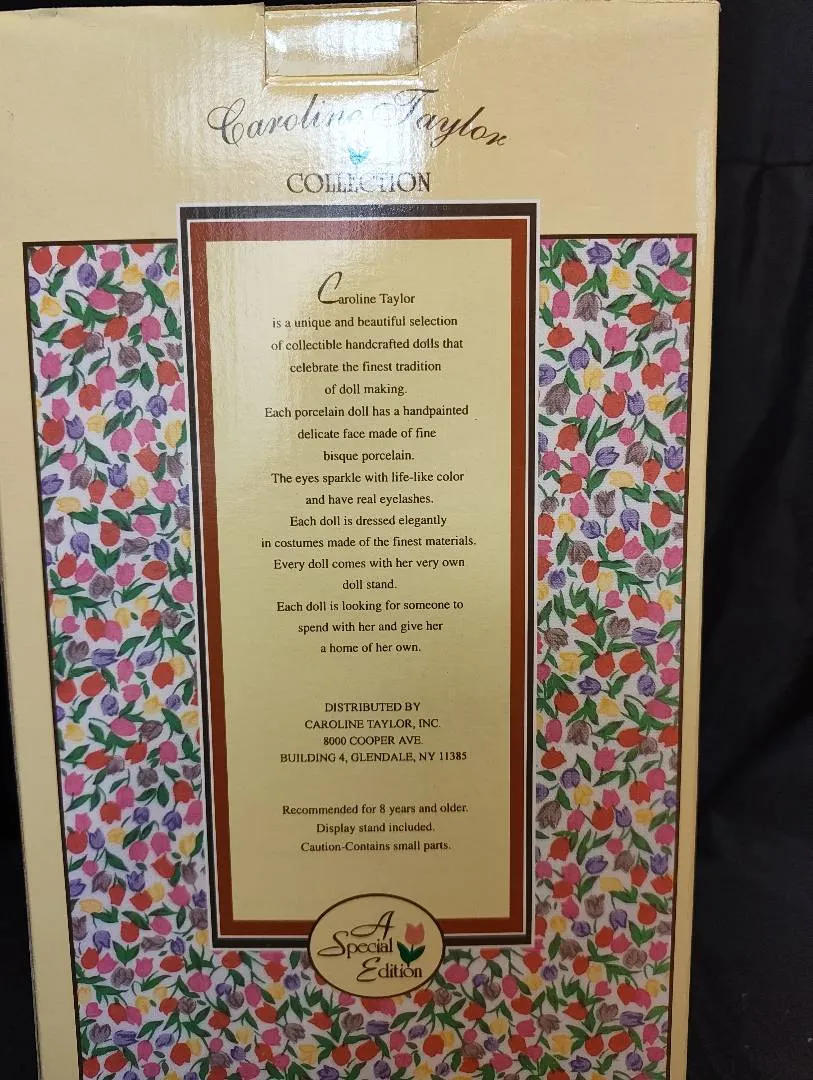 Caroline Taylor
COLLECTION
Caroline Taylor
is a unique and beautiful selection
of collectible handcrafted dolls that
celebrate the finest tradition
of doll making.
Each porcelain doll has a handpainted
delicate face made of fine
bisque porcelain.
The eyes sparkle with life-like color
and have real eyelashes.
Each doll is dressed elegantly
in costumes made of the finest materials.
Every doll comes with her very own
doll stand.
Each doll is looking for someone to
spend with her and give her
a home of her own.
DISTRIBUTED BY
CAROLINE TAYLOR, INC.
8000 COOPER AVE.
BUILDING 4, GLENDALE, NY 11385
Recommended for 8 years and older.
Display stand included.
Caution-Contains small parts.
A
Special
Edition